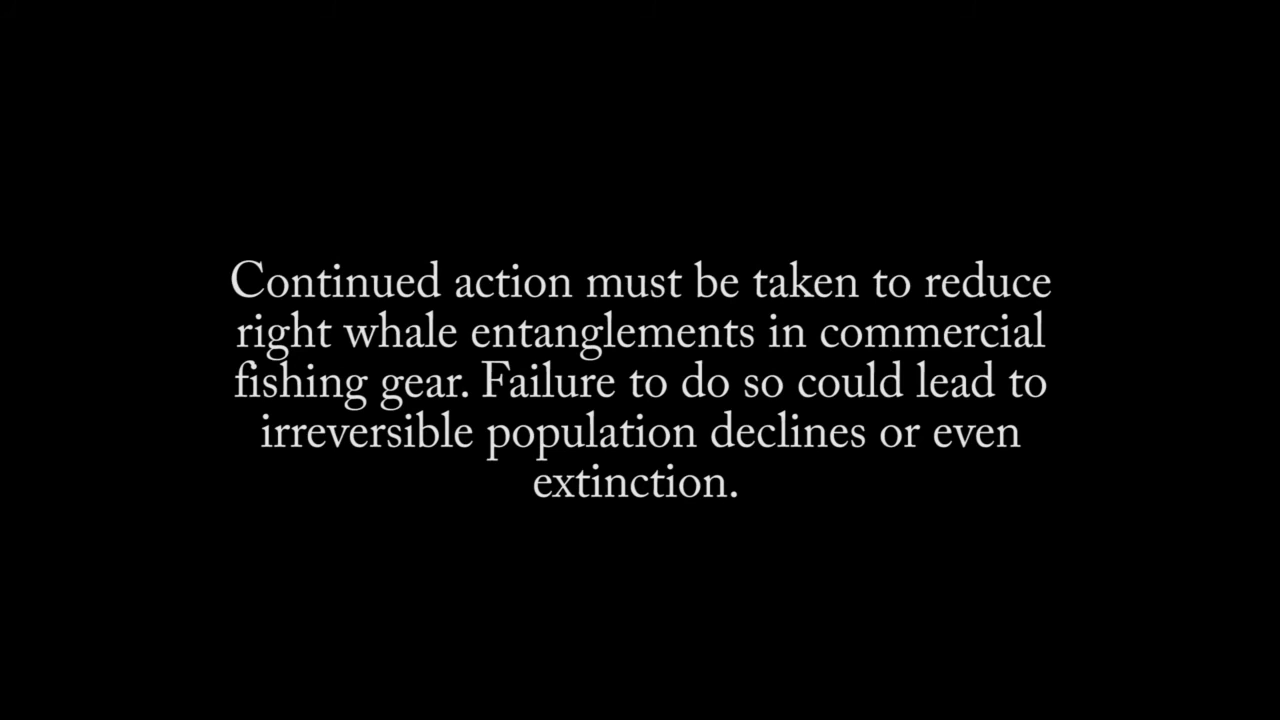 Continued action must be taken to reduce
right whale entanglements in commercial
fishing gear. Failure to do so could lead to
irreversible population declines or even
extinction.